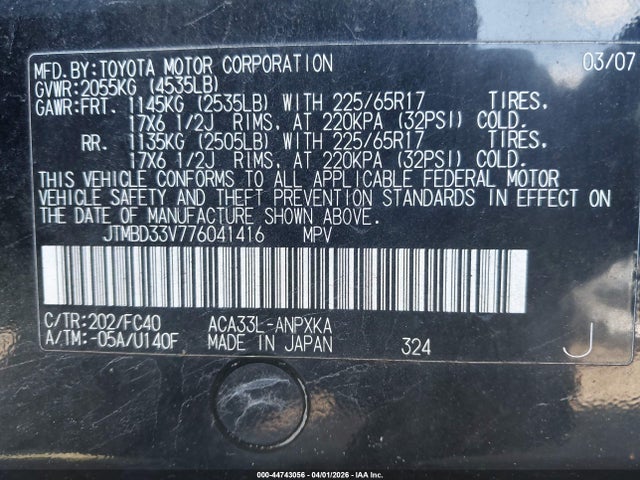 MFD.BY:TOYOTA MOTOR CORPORATION 03/07
GVWR:2055KG (4535LB)
GAWR:FRT. 1145KG (2535LB) WITH 225/65R17 TIRES.
17X6 1/2J RIMS, AT 220KPA (32PSI) COLD.
RR. 1135KG (2505LB) WITH 225/65R17 TIRES.
17X6 1/2J RIMS, AT 220KPA (32PSI) COLD.
THIS VEHICLE CONFORMS TO ALL APPLICABLE FEDERAL MOTOR
VEHICLE SAFETY AND THEFT PREVENTION STANDARDS IN EFFECT ON
THE DATE OF MANUFACTURE SHOWN ABOVE.
JTMBD33V776041416 MPV
C/TR:202/FC40 ACA33L-ANPXKA
A/TM:-05A/U140F MADE IN JAPAN 324 J
000-44743056 - 04/01/2026 - IAA Inc.